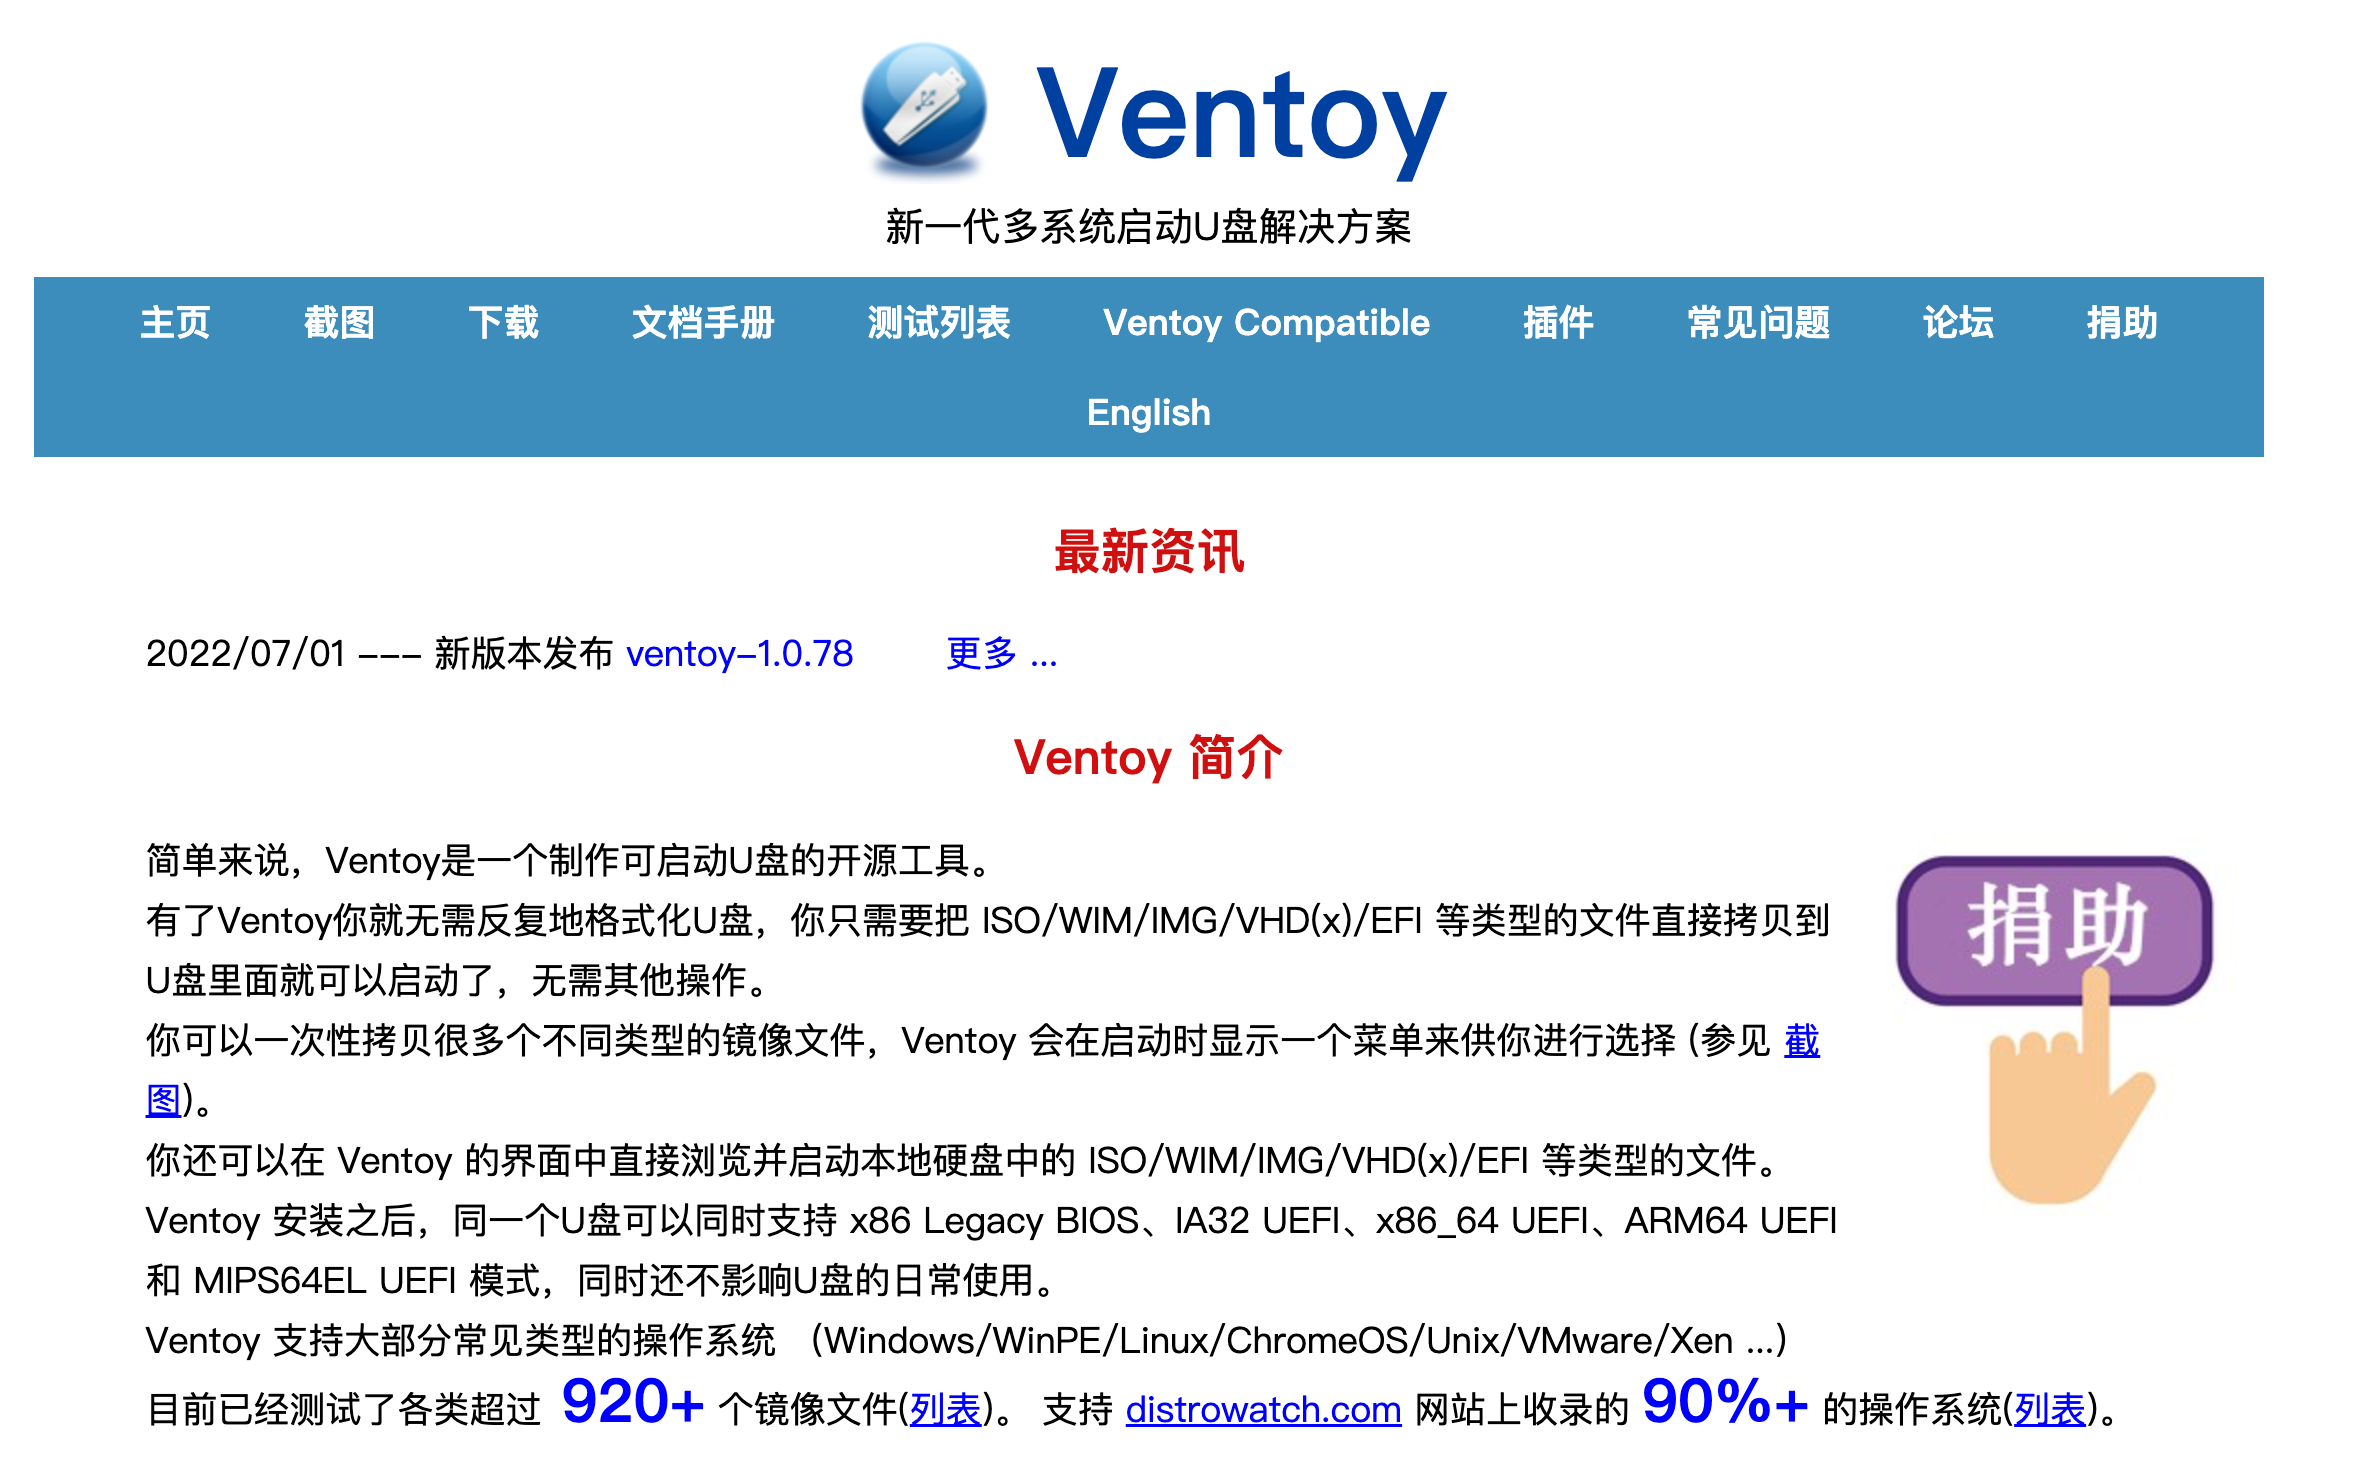 Ventoy
新一代多系统启动U盘解决方案
主页 截图 下载 文档手册 测试列表 Ventoy Compatible 插件 常见问题 论坛 捐助
English
最新资讯
2022/07/01 --- 新版本发布 ventoy-1.0.78 更多 ...
Ventoy 简介
简单来说，Ventoy是一个制作可启动U盘的开源工具。
有了Ventoy你就无需反复地格式化U盘，你只需要把 ISO/WIM/IMG/VHD(x)/EFI 等类型的文件直接拷贝到
U盘里面就可以启动了，无需其他操作。
你可以一次性拷贝很多个不同类型的镜像文件，Ventoy 会在启动时显示一个菜单来供你进行选择 (参见 截
图)。
你还可以在 Ventoy 的界面中直接浏览并启动本地硬盘中的 ISO/WIM/IMG/VHD(x)/EFI 等类型的文件。
Ventoy 安装之后，同一个U盘可以同时支持 x86 Legacy BIOS、IA32 UEFI、x86_64 UEFI、ARM64 UEFI
和 MIPS64EL UEFI 模式，同时还不影响U盘的日常使用。
Ventoy 支持大部分常见类型的操作系统 （Windows/WinPE/Linux/ChromeOS/Unix/VMware/Xen ...）
目前已经测试了各类超过 920+ 个镜像文件(列表)。 支持 distrowatch.com 网站上收录的 90%+ 的操作系统(列表)。
捐助